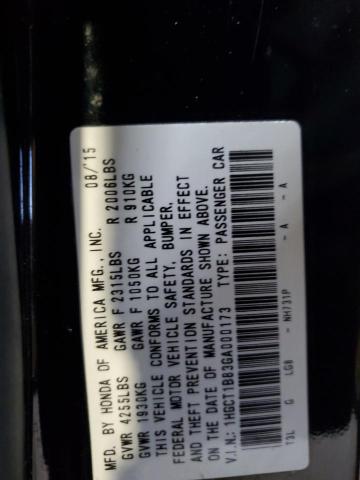 MFD. BY HONDA OF AMERICA MFG., INC. 08/'15
GVWR 4255LBS GAWR F 2315LBS R 2006LBS
GVWR 1930KG GAWR F 1050KG R 910KG
THIS VEHICLE CONFORMS TO ALL APPLICABLE
FEDERAL MOTOR VEHICLE SAFETY, BUMPER,
AND THEFT PREVENTION STANDARDS IN EFFECT
ON THE DATE OF MANUFACTURE SHOWN ABOVE.
V.I.N.: 1HGCT1B83GA000173 TYPE: PASSENGER CAR
T3L G LG8 - NH731P - A - A